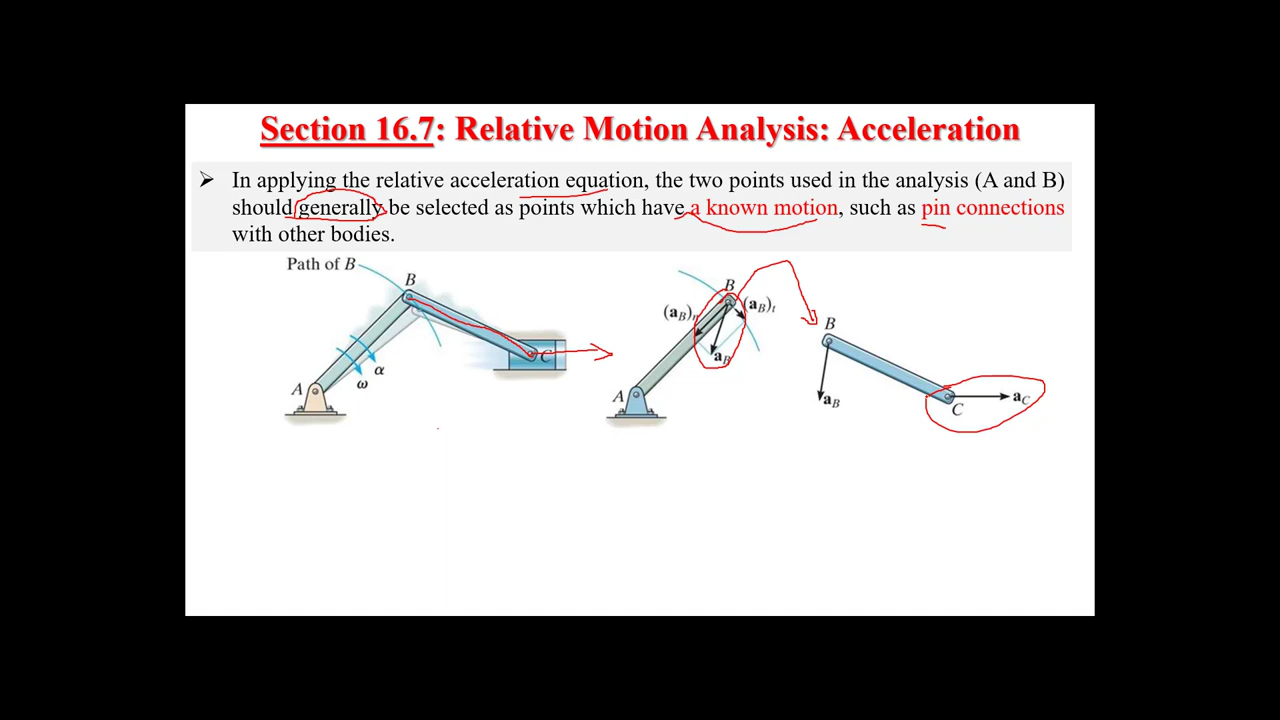 Section 16.7: Relative Motion Analysis: Acceleration
➢ In applying the relative acceleration equation, the two points used in the analysis (A and B)
should generally be selected as points which have a known motion, such as pin connections
with other bodies.
Path of B
B
A
ω
α
C
B
(aB)n
(aB)t
aB
A
B
aB
C
aC